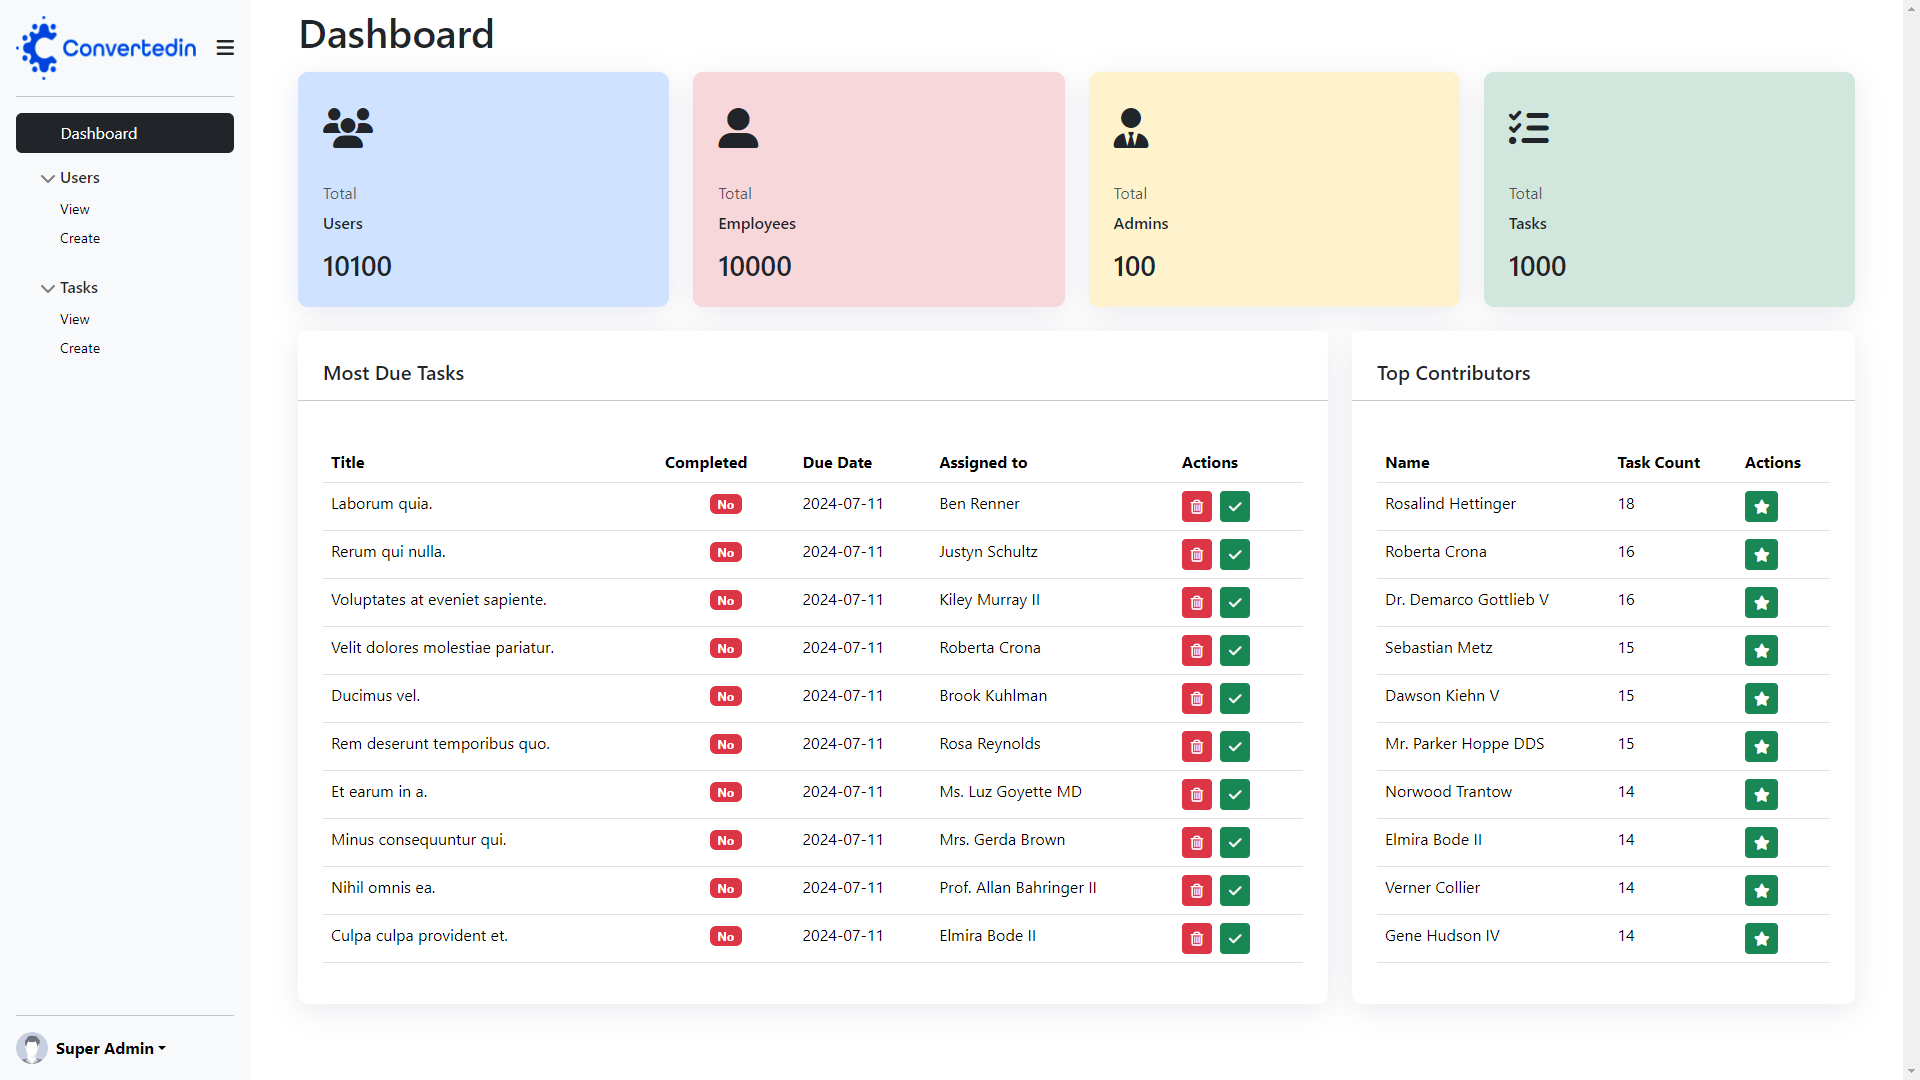 Convertedin
Dashboard
Users
View
Create
Tasks
View
Create
Super Admin
Dashboard
Total
Users
10100
Total
Employees
10000
Total
Admins
100
Total
Tasks
1000
Most Due Tasks
Title Completed Due Date Assigned to Actions
Laborum quia. No 2024-07-11 Ben Renner
Rerum qui nulla. No 2024-07-11 Justyn Schultz
Voluptates at eveniet sapiente. No 2024-07-11 Kiley Murray II
Velit dolores molestiae pariatur. No 2024-07-11 Roberta Crona
Ducimus vel. No 2024-07-11 Brook Kuhlman
Rem deserunt temporibus quo. No 2024-07-11 Rosa Reynolds
Et earum in a. No 2024-07-11 Ms. Luz Goyette MD
Minus consequuntur qui. No 2024-07-11 Mrs. Gerda Brown
Nihil omnis ea. No 2024-07-11 Prof. Allan Bahringer II
Culpa culpa provident et. No 2024-07-11 Elmira Bode II
Top Contributors
Name Task Count Actions
Rosalind Hettinger 18
Roberta Crona 16
Dr. Demarco Gottlieb V 16
Sebastian Metz 15
Dawson Kiehn V 15
Mr. Parker Hoppe DDS 15
Norwood Trantow 14
Elmira Bode II 14
Verner Collier 14
Gene Hudson IV 14